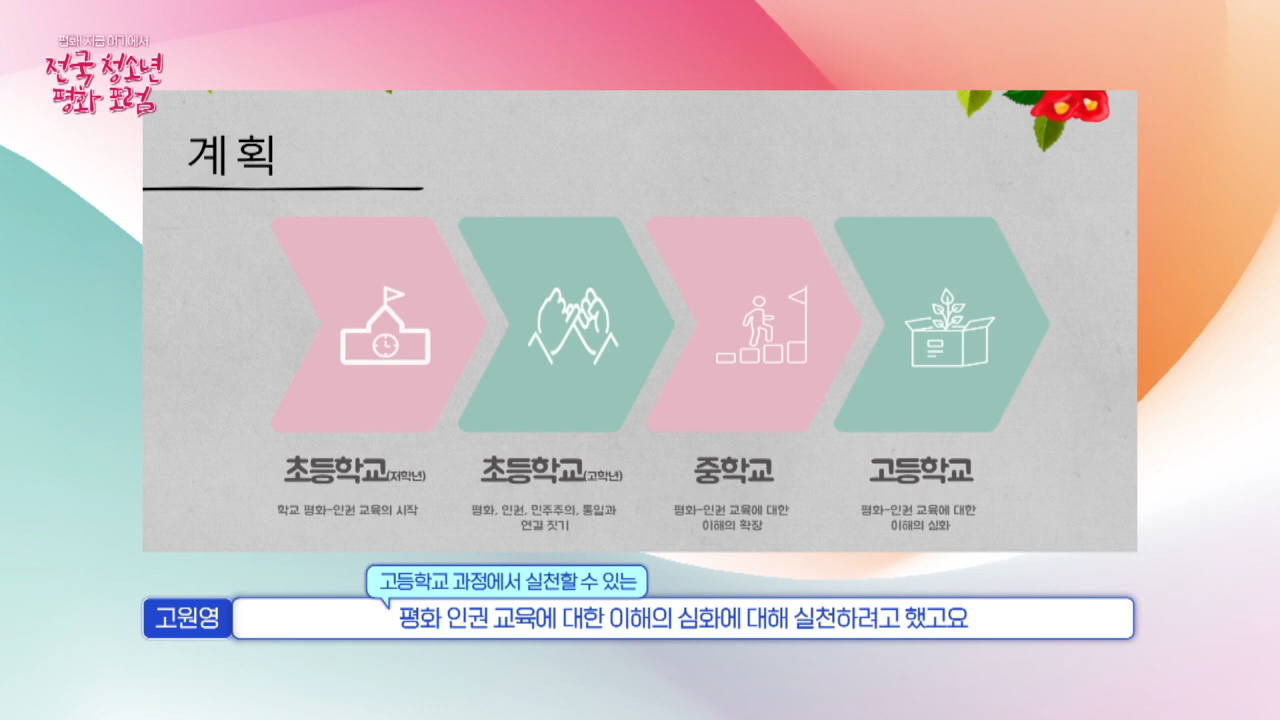 평화! 지금 여기에서
전국 청소년
평화 포럼
계획
초등학교(저학년)
학교 평화-인권 교육의 시작
초등학교(고학년)
평화, 인권, 민주주의, 통일과
연결 짓기
중학교
평화-인권 교육에 대한
이해의 확장
고등학교
평화-인권 교육에 대한
이해의 심화
고등학교 과정에서 실천할 수 있는
고원영
평화 인권 교육에 대한 이해의 심화에 대해 실천하려고 했고요